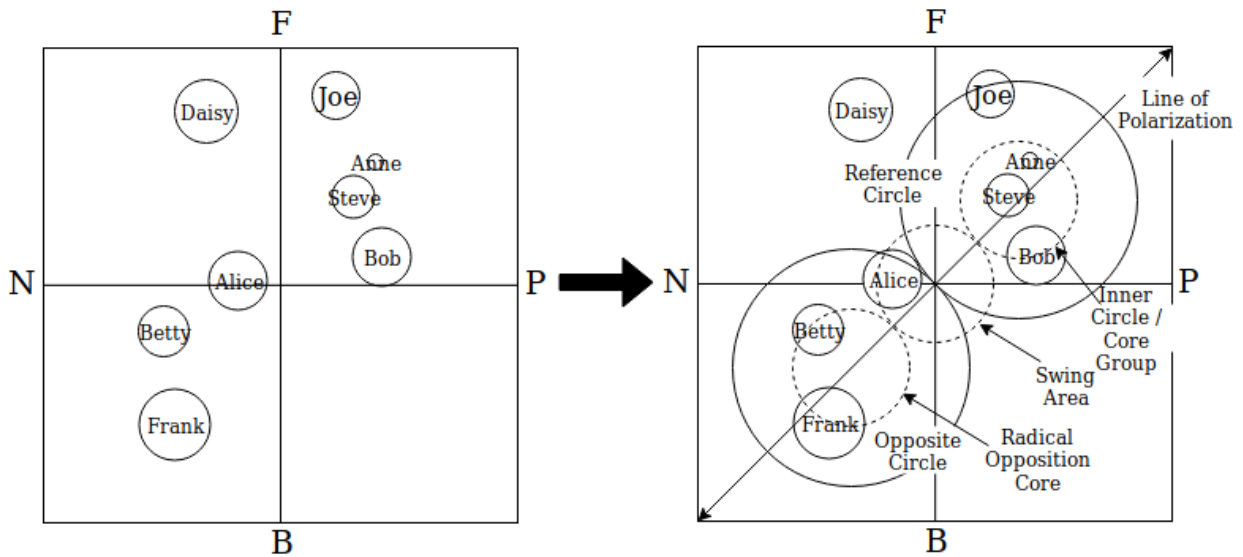 F
Daisy
Joe
Anne
Steve
Bob
N
Alice
P
Betty
Frank
B
F
Joe
Daisy
Line of
Polarization
Anne
Reference
Circle
Steve
Bob
N
Alice
P
Inner
Circle /
Core
Group
Betty
Swing
Area
Frank
Opposite
Circle
Radical
Opposition
Core
B